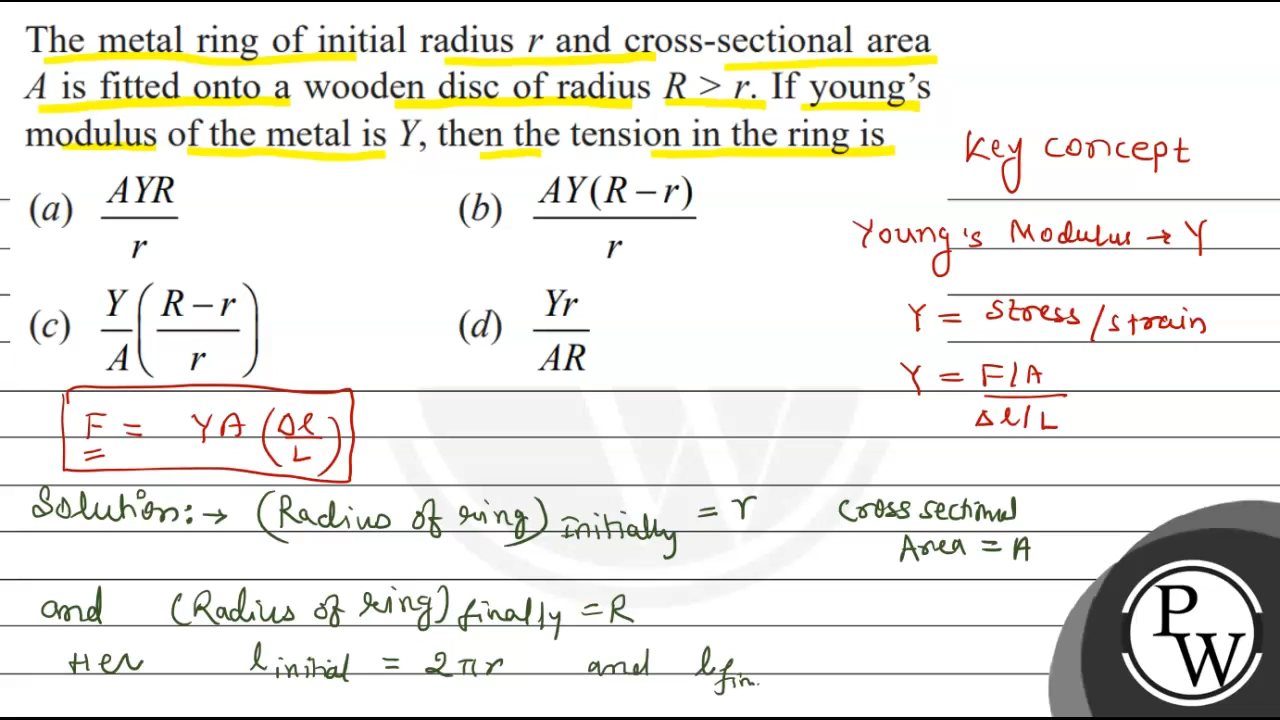 The metal ring of initial radius r and cross-sectional area
A is fitted onto a wooden disc of radius R > r. If young's
modulus of the metal is Y, then the tension in the ring is
(a) AYR/r (b) AY(R – r)/r
(c) Y/A((R – r)/r) (d) Yr/AR
Key concept
Young's Modulus → Y
Y = stress/strain
Y = F/A / Δl/L
F = YA (Δl/L)
Solution: → (Radius of ring) initially = r
Cross sectional
Area = A
and (Radius of ring) finally = R
l initial = 2πr and l fin
PW